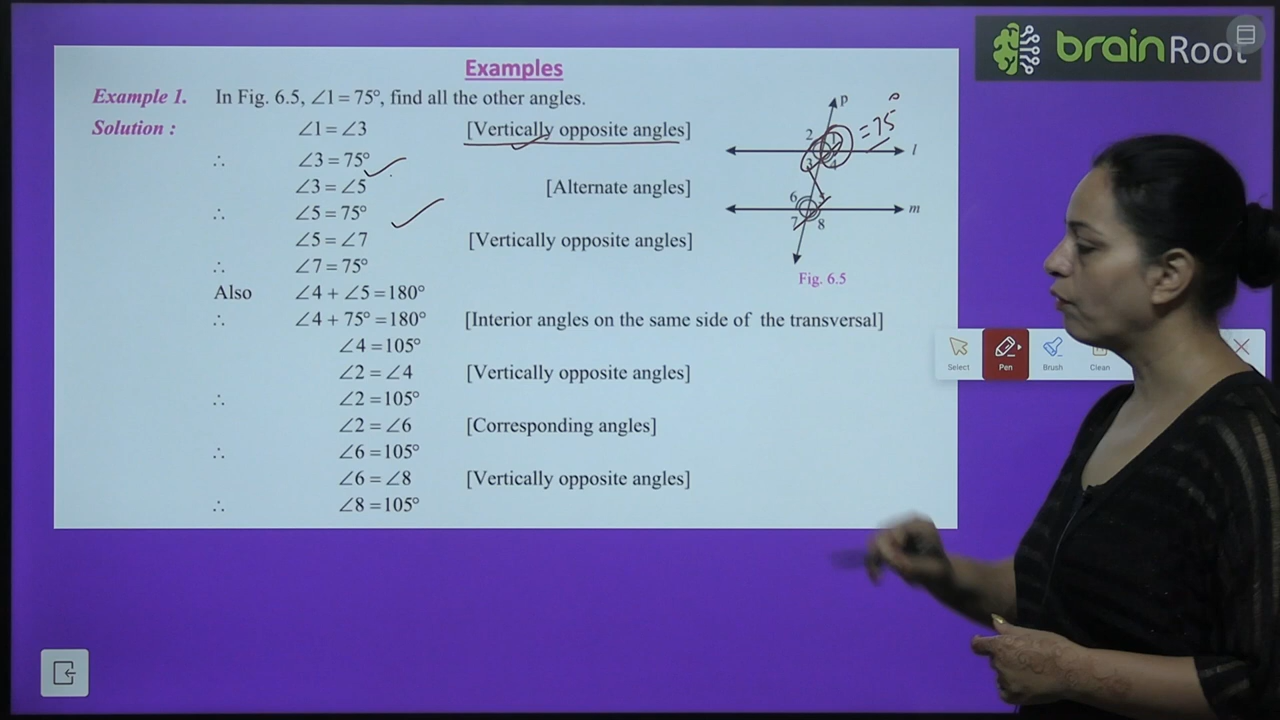 brainRoot
Examples
Example 1. In Fig. 6.5, ∠1 = 75°, find all the other angles.
Solution : ∠1 = ∠3 [Vertically opposite angles]
∴ ∠3 = 75°
∠3 = ∠5 [Alternate angles]
∴ ∠5 = 75°
∠5 = ∠7 [Vertically opposite angles]
∴ ∠7 = 75°
Also ∠4 + ∠5 = 180°
∴ ∠4 + 75° = 180° [Interior angles on the same side of the transversal]
∠4 = 105°
∠2 = ∠4 [Vertically opposite angles]
∴ ∠2 = 105°
∠2 = ∠6 [Corresponding angles]
∴ ∠6 = 105°
∠6 = ∠8 [Vertically opposite angles]
∴ ∠8 = 105°
p
= 75°
2 1
l
3 4
6 5
m
7 8
Fig. 6.5
Select Pen Brush Clean